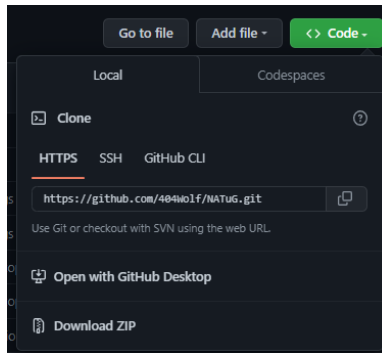 Go to file Add file <> Code
Local Codespaces
Clone
HTTPS SSH GitHub CLI
https://github.com/404Wolf/NATuG.git
Use Git or checkout with SVN using the web URL.
Open with GitHub Desktop
Download ZIP